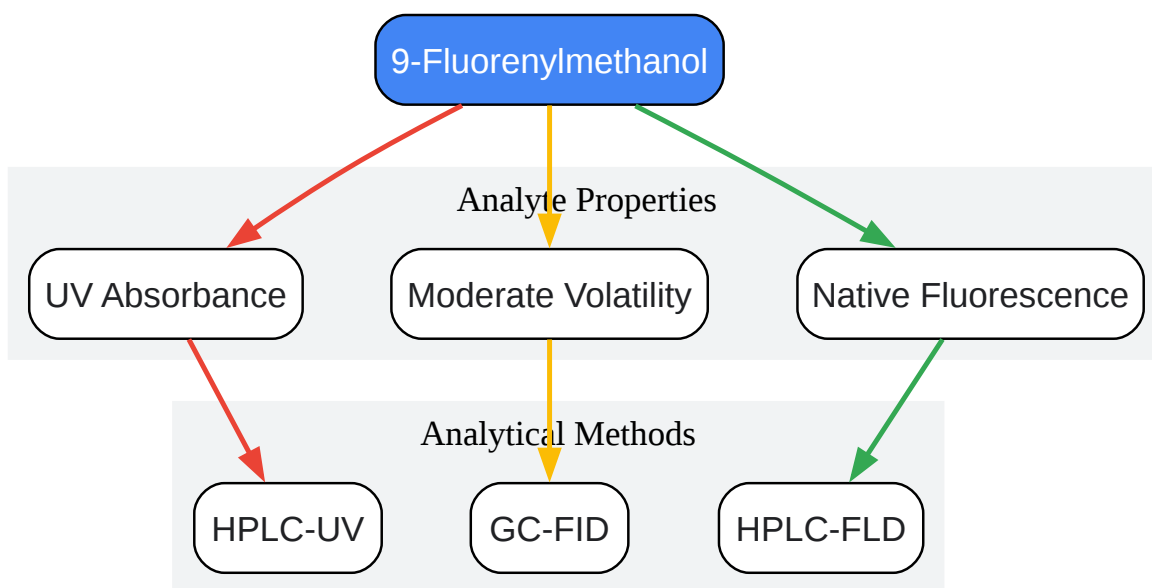 9-Fluorenylmethanol
Analyte Properties
UV Absorbance
Moderate Volatility
Native Fluorescence
Analytical Methods
HPLC-UV
GC-FID
HPLC-FLD